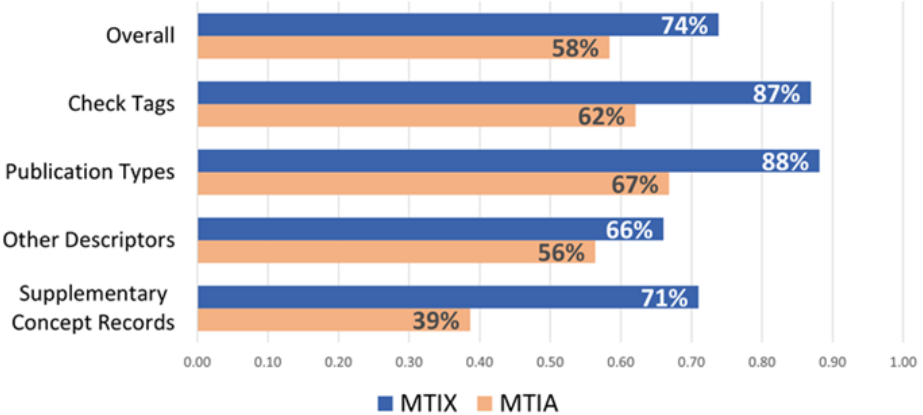 Overall
74%
58%
Check Tags
87%
62%
Publication Types
88%
67%
Other Descriptors
66%
56%
Supplementary
Concept Records
71%
39%
0.00 0.10 0.20 0.30 0.40 0.50 0.60 0.70 0.80 0.90 1.00
MTIX MTIA